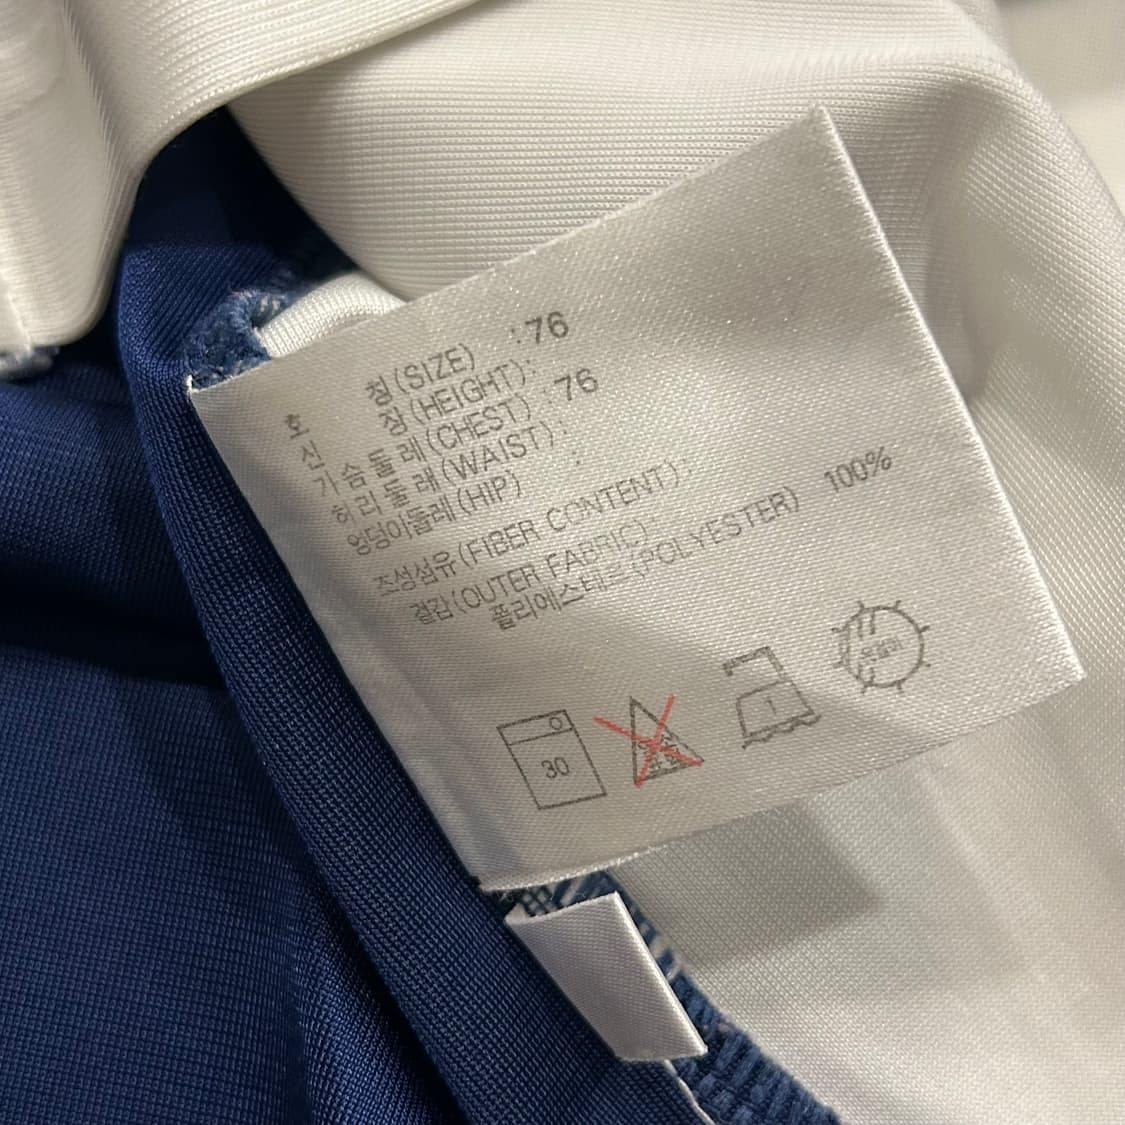 호 칭(SIZE) :76
신 장(HEIGHT):
가 슴 둘 레(CHEST) :76
허 리 둘 레(WAIST):
엉덩이둘레(HIP) :
조성섬유(FIBER CONTENT):
겉감(OUTER FABRIC):
폴리에스테르(POLYESTER) 100%
30
1